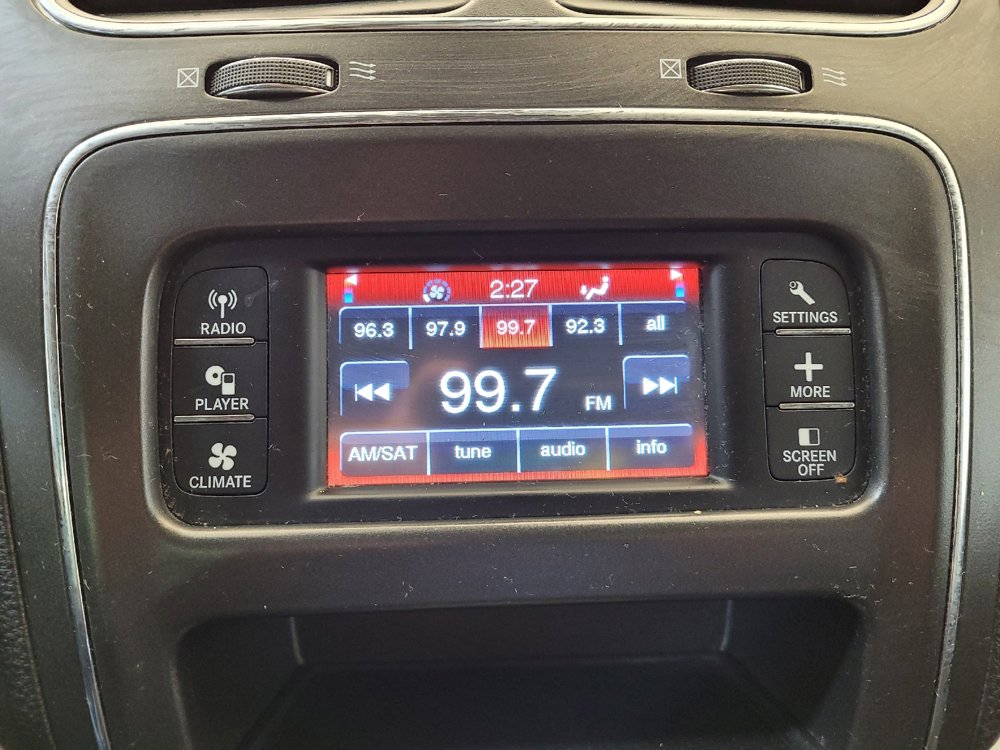 2:27
96.3 97.9 99.7 92.3 all
99.7 FM
AM/SAT tune audio info
RADIO
PLAYER
CLIMATE
SETTINGS
MORE
SCREEN
OFF